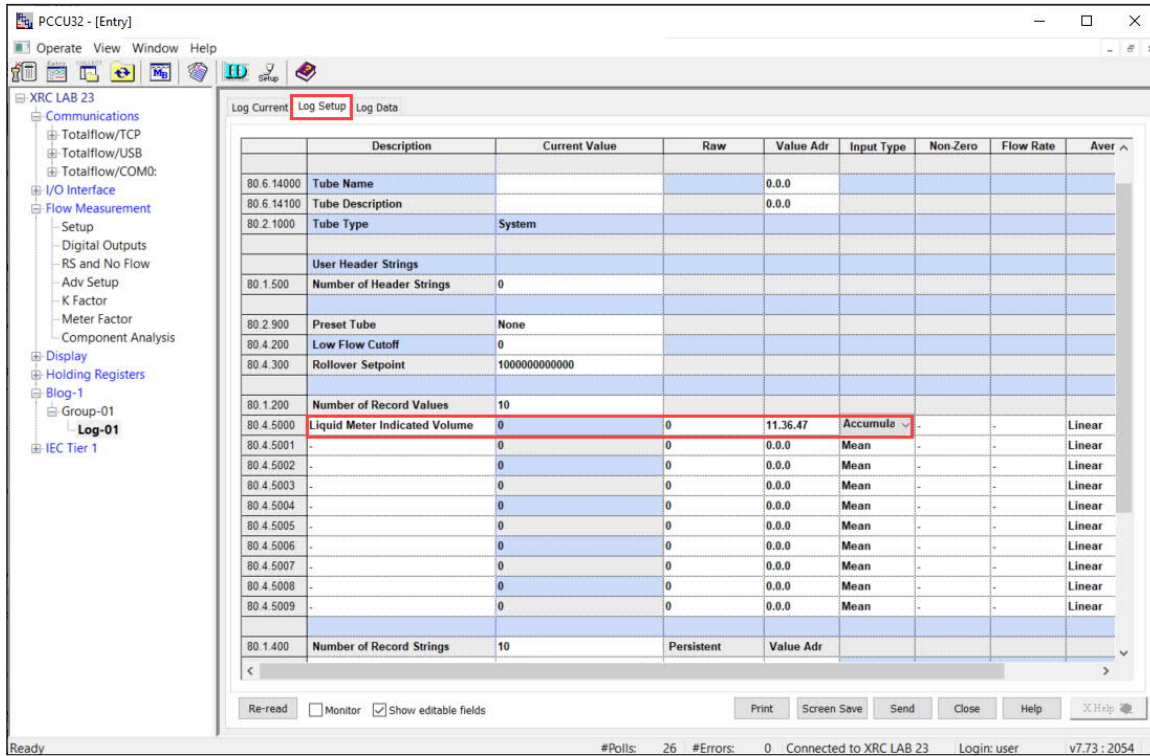 PCCU32 - [Entry]
Operate View Window Help
MB
Setup
XRC LAB 23
Communications
Totalflow/TCP
Totalflow/USB
Totalflow/COM0:
I/O Interface
Flow Measurement
Setup
Digital Outputs
RS and No Flow
Adv Setup
K Factor
Meter Factor
Component Analysis
Display
Holding Registers
Blog-1
Group-01
Log-01
IEC Tier 1
Log Current Log Setup Log Data
Description Current Value Raw Value Adr Input Type Non-Zero Flow Rate Aver
80.6.14000 Tube Name 0.0.0
80.6.14100 Tube Description 0.0.0
80.2.1000 Tube Type System
User Header Strings
80.1.500 Number of Header Strings 0
80.2.900 Preset Tube None
80.4.200 Low Flow Cutoff 0
80.4.300 Rollover Setpoint 1000000000000
80.1.200 Number of Record Values 10
80.4.5000 Liquid Meter Indicated Volume 0 0 11.36.47 Accumula - - Linear
80.4.5001 - 0 0 0.0.0 Mean - - Linear
80.4.5002 - 0 0 0.0.0 Mean - - Linear
80.4.5003 - 0 0 0.0.0 Mean - - Linear
80.4.5004 - 0 0 0.0.0 Mean - - Linear
80.4.5005 - 0 0 0.0.0 Mean - - Linear
80.4.5006 - 0 0 0.0.0 Mean - - Linear
80.4.5007 - 0 0 0.0.0 Mean - - Linear
80.4.5008 - 0 0 0.0.0 Mean - - Linear
80.4.5009 - 0 0 0.0.0 Mean - - Linear
80.1.400 Number of Record Strings 10 Persistent Value Adr
Re-read Monitor Show editable fields Print Screen Save Send Close Help X Help
Ready #Polls: 26 #Errors: 0 Connected to XRC LAB 23 Login: user v7.73 : 2054